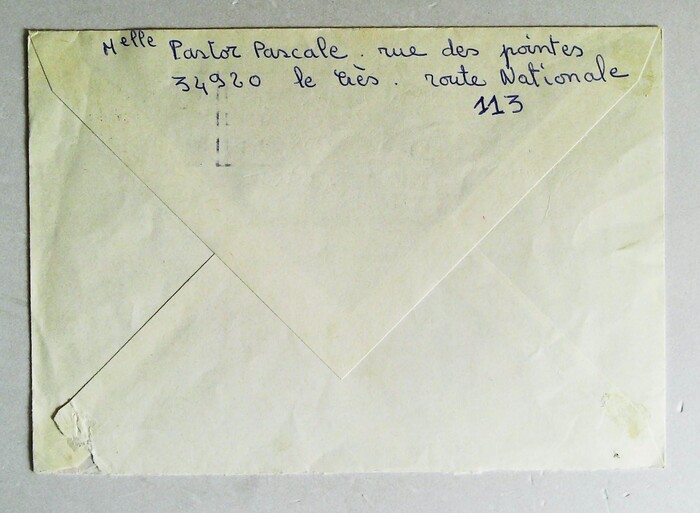 Melle Pastor Pascale. rue des pointes
34920 le Crès. route Nationale
113